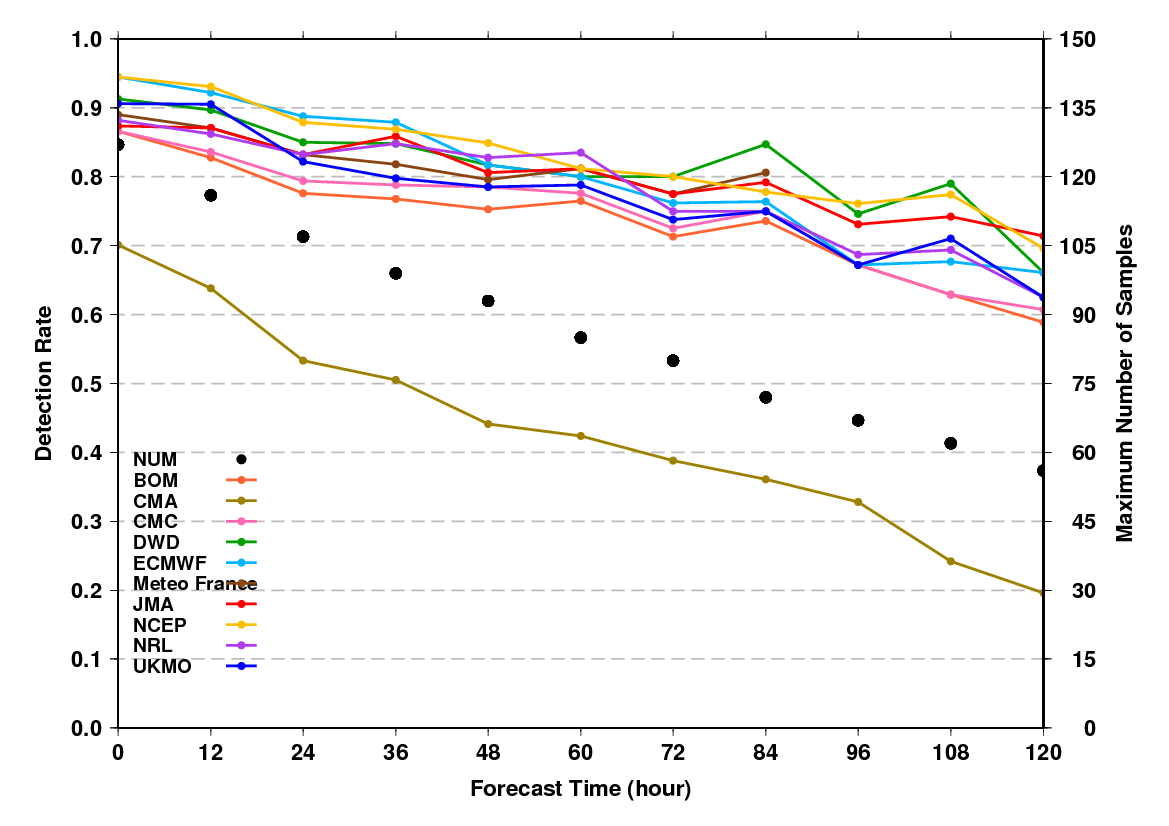 1.0
0.9
0.8
0.7
0.6
0.5
0.4
0.3
0.2
0.1
0.0
Detection Rate
150
135
120
105
90
75
60
45
30
15
0
Maximum Number of Samples
NUM
BOM
CMA
CMC
DWD
ECMWF
Meteo France
JMA
NCEP
NRL
UKMO
0 12 24 36 48 60 72 84 96 108 120
Forecast Time (hour)